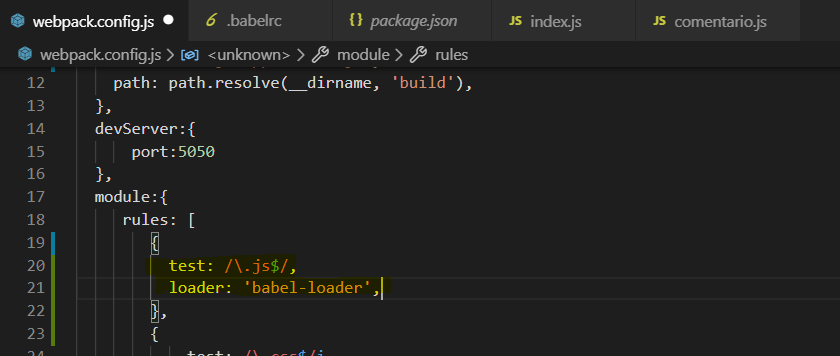 webpack.config.js .babelrc package.json index.js comentario.js
webpack.config.js > <unknown> > module > rules
12 path: path.resolve(__dirname, 'build'),
13 },
14 devServer:{
15 port:5050
16 },
17 module:{
18 rules: [
19 {
20 test: /\.js$/,
21 loader: 'babel-loader',
22 },
23 {
24